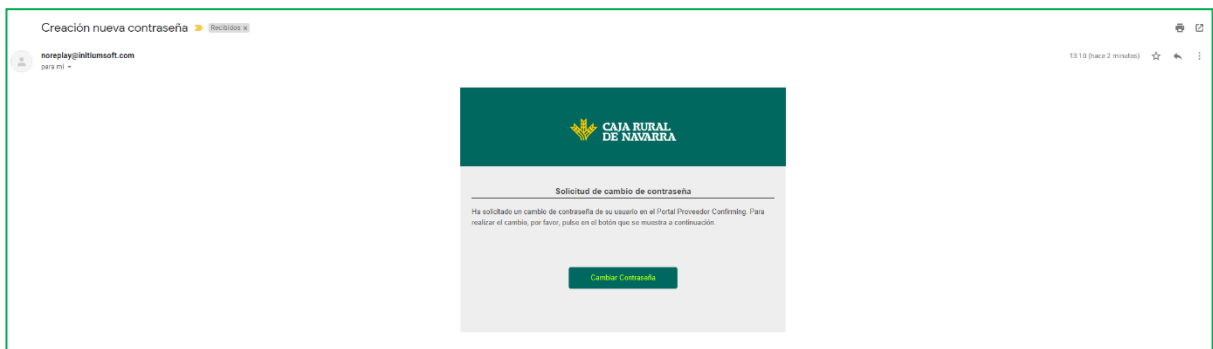 Creación nueva contraseña Recibidos x
noreplay@initiumsoft.com
13:10 (hace 2 minutos)
para mí
CAJA RURAL
DE NAVARRA
Solicitud de cambio de contraseña
Ha solicitado un cambio de contraseña de su usuario en el Portal Proveedor Confirming. Para
realizar el cambio, por favor, pulse en el botón que se muestra a continuación
Cambiar Contraseña